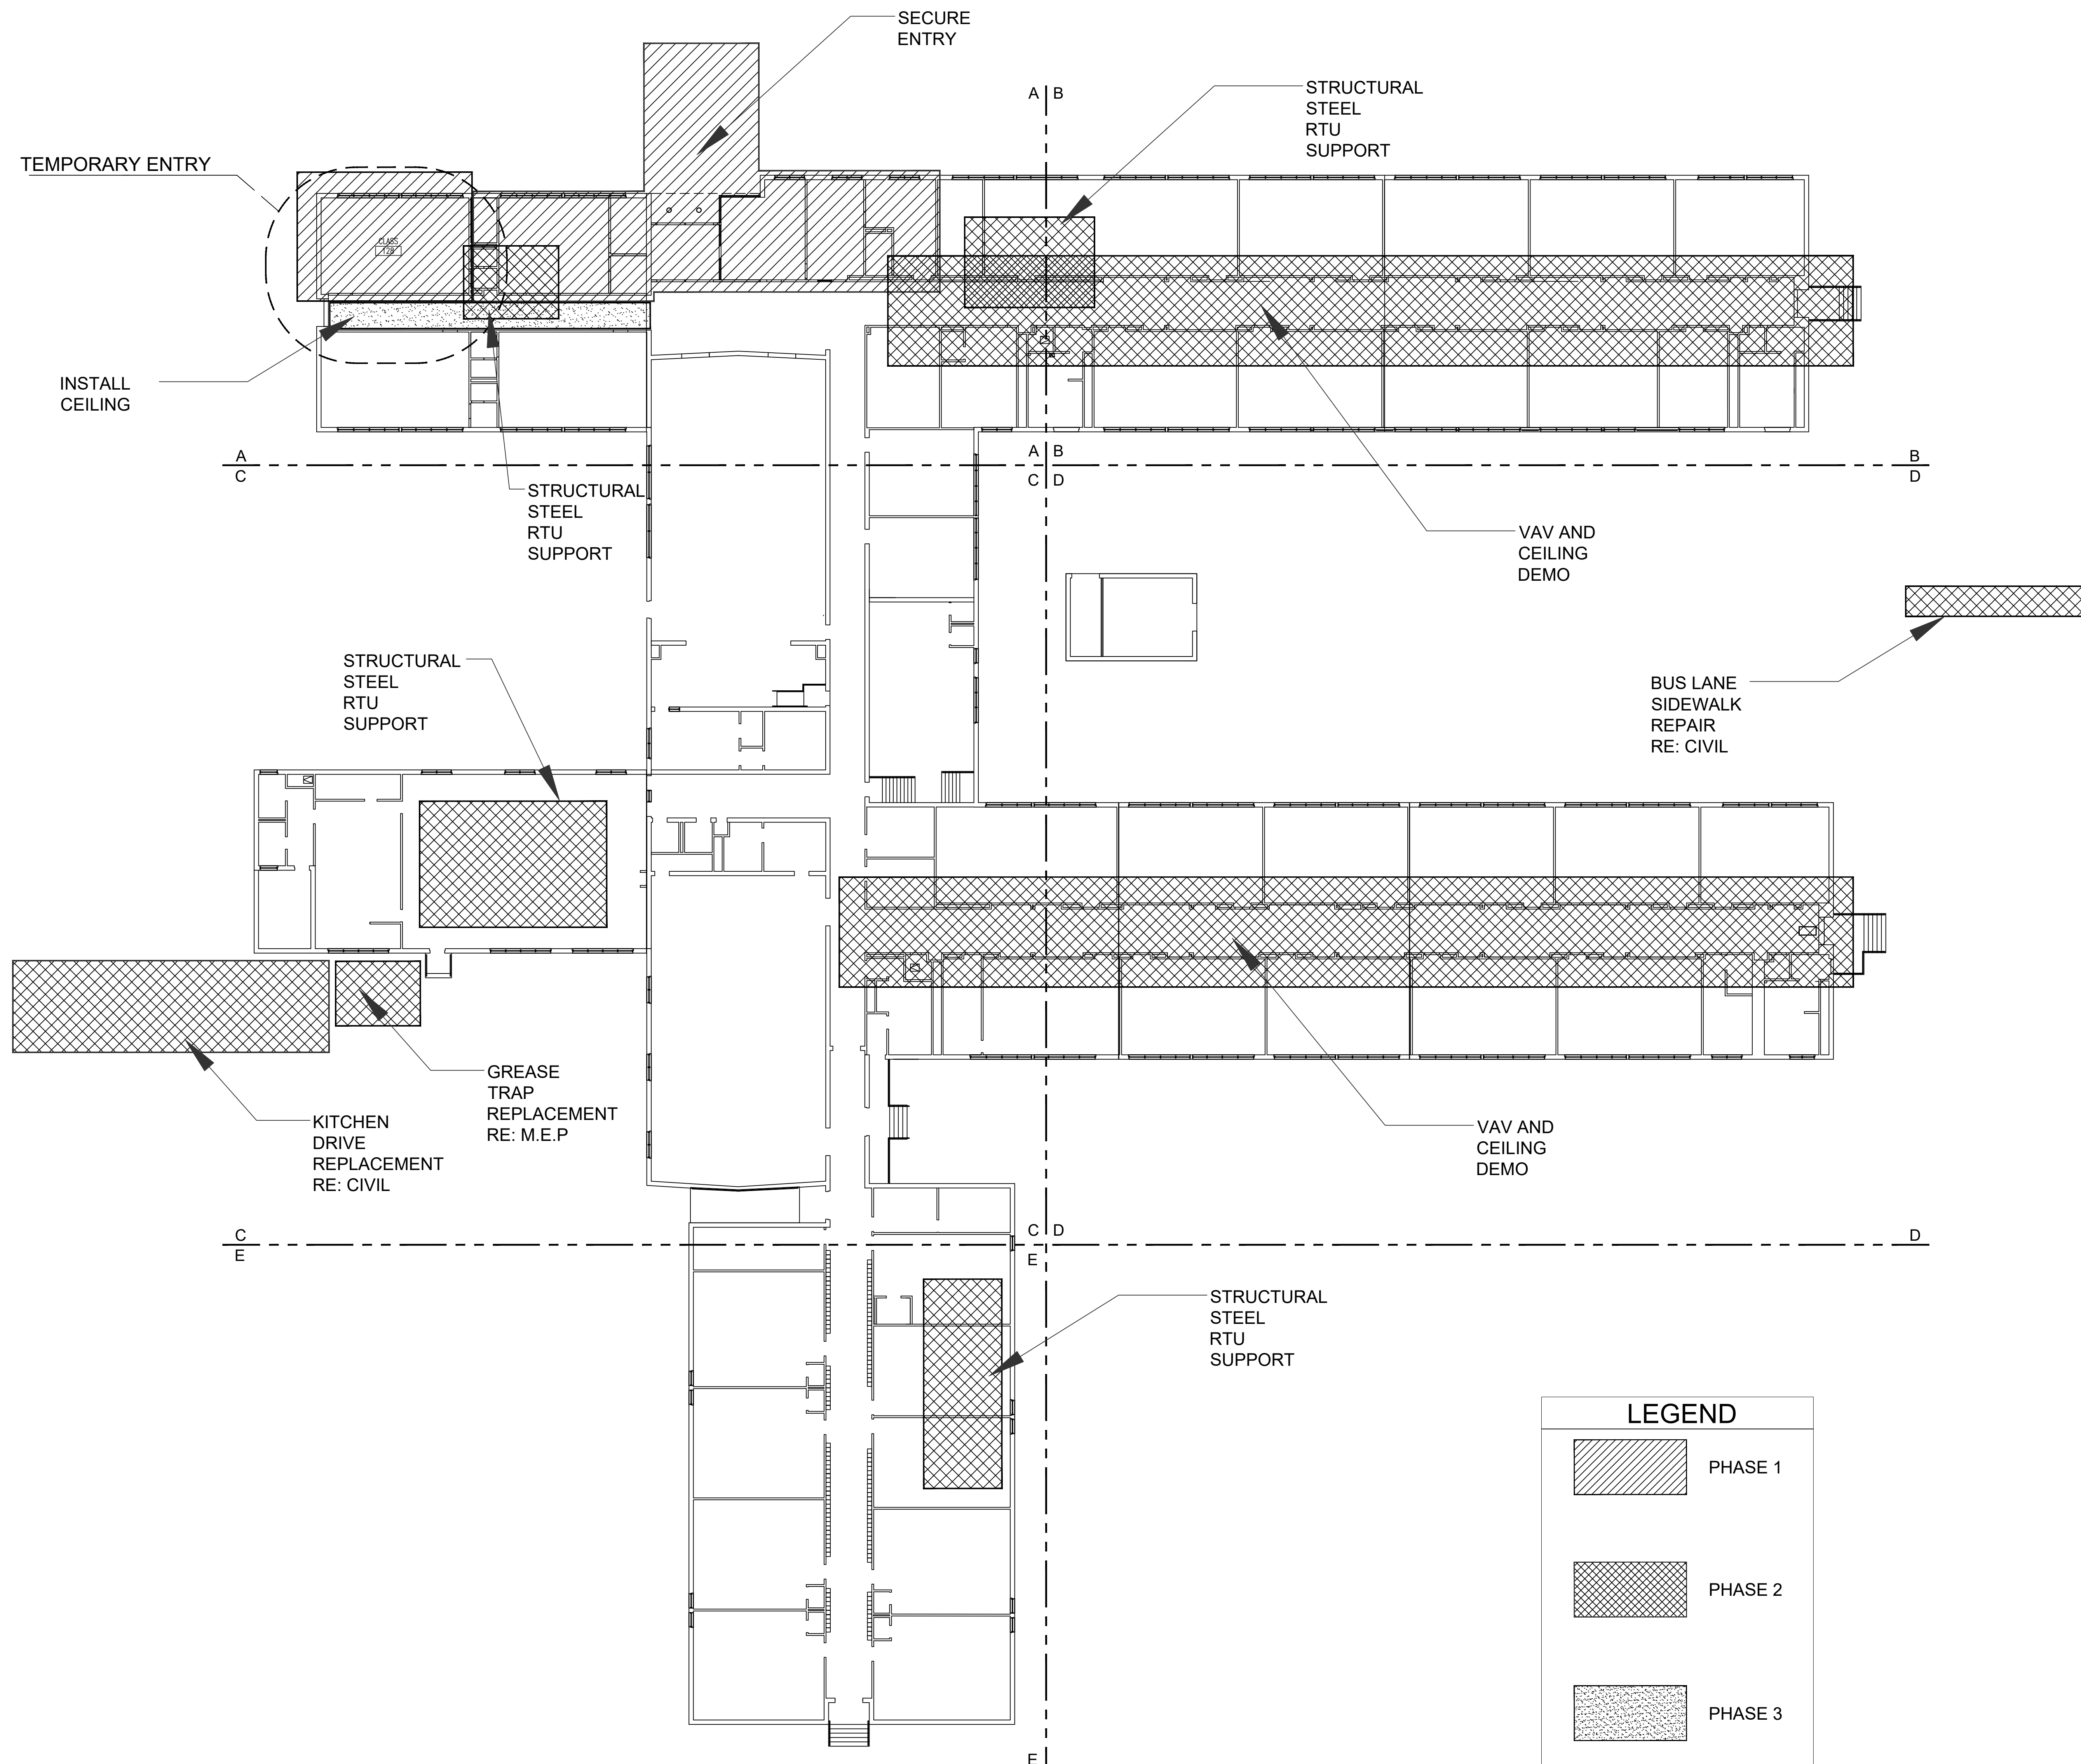 SECURE
ENTRY
A B
STRUCTURAL
STEEL
RTU
SUPPORT
TEMPORARY ENTRY
CLASS
128
INSTALL
CEILING
A
C
A B
C D
B
D
STRUCTURAL
STEEL
RTU
SUPPORT
VAV AND
CEILING
DEMO
STRUCTURAL
STEEL
RTU
SUPPORT
BUS LANE
SIDEWALK
REPAIR
RE: CIVIL
GREASE
TRAP
REPLACEMENT
RE: M.E.P
KITCHEN
DRIVE
REPLACEMENT
RE: CIVIL
VAV AND
CEILING
DEMO
C
E
C D
E
D
STRUCTURAL
STEEL
RTU
SUPPORT
LEGEND
PHASE 1
PHASE 2
PHASE 3